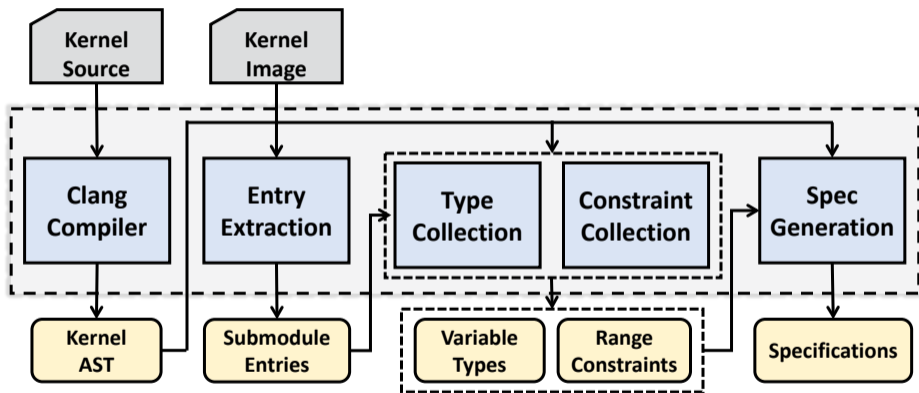 Kernel
Source
Kernel
Image
Clang
Compiler
Entry
Extraction
Type
Collection
Constraint
Collection
Spec
Generation
Kernel
AST
Submodule
Entries
Variable
Types
Range
Constraints
Specifications